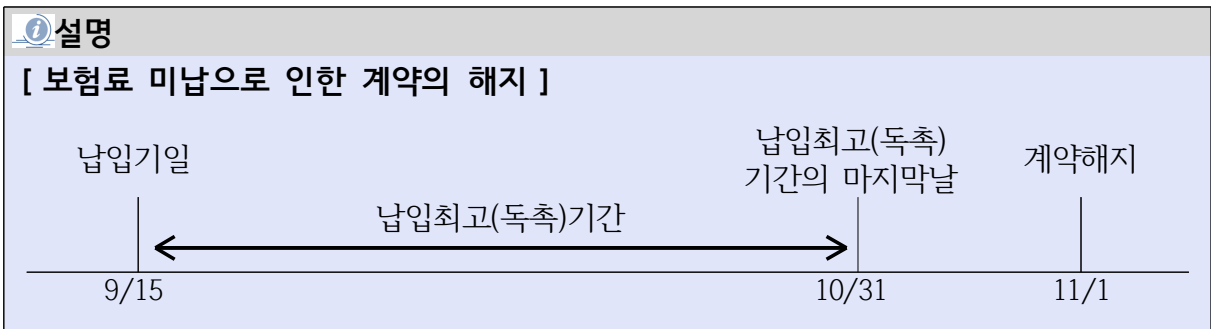 설명
[ 보험료 미납으로 인한 계약의 해지 ]
납입기일
납입최고(독촉)
기간의 마지막날
계약해지
납입최고(독촉)기간
9/15
10/31
11/1